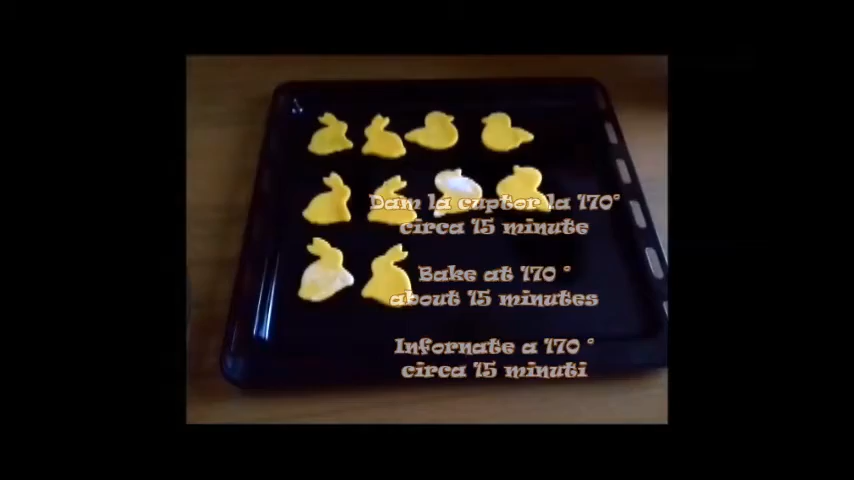 Dam la cuptor la 170°
circa 15 minute
Bake at 170 °
about 15 minutes
Infornate a 170 °
circa 15 minuti